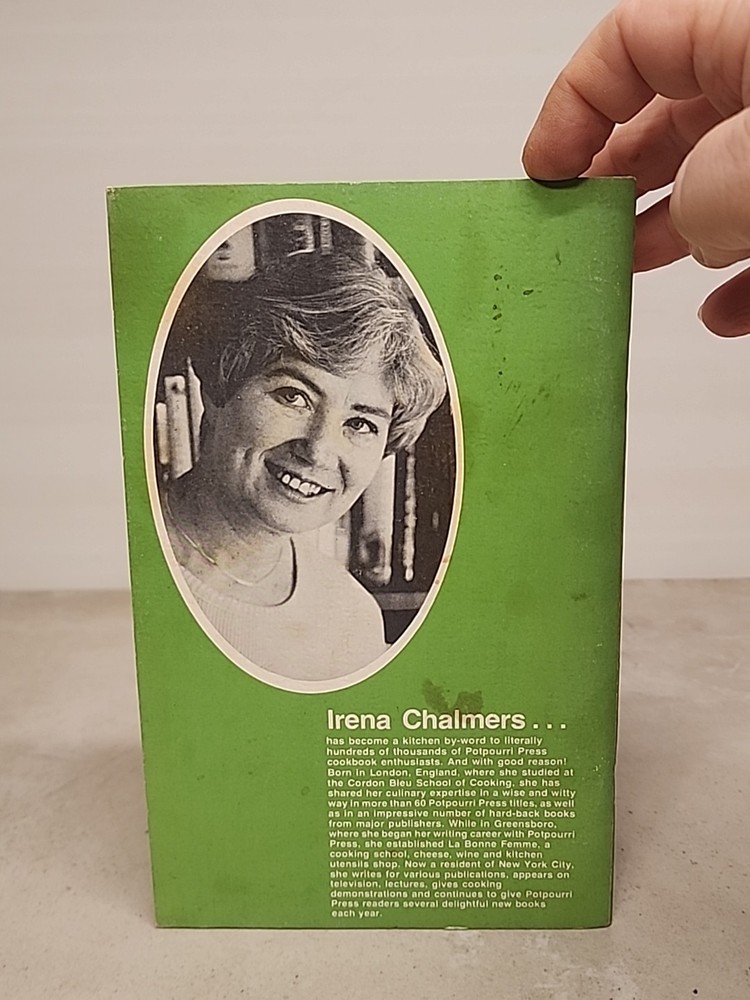 Irena Chalmers . . .
has become a kitchen by-word to literally
hundreds of thousands of Potpourri Press
cookbook enthusiasts. And with good reason!
Born in London, England, where she studied at
the Cordon Bleu School of Cooking, she has
shared her culinary expertise in a wise and witty
way in more than 60 Potpourri Press titles, as well
as in an impressive number of hard-back books
from major publishers. While in Greensboro,
where she began her writing career with Potpourri
Press, she established La Bonne Femme, a
cooking school, cheese, wine and kitchen
utensils shop. Now a resident of New York City,
she writes for various publications, appears on
television, lectures, gives cooking
demonstrations and continues to give Potpourri
Press readers several delightful new books
each year.